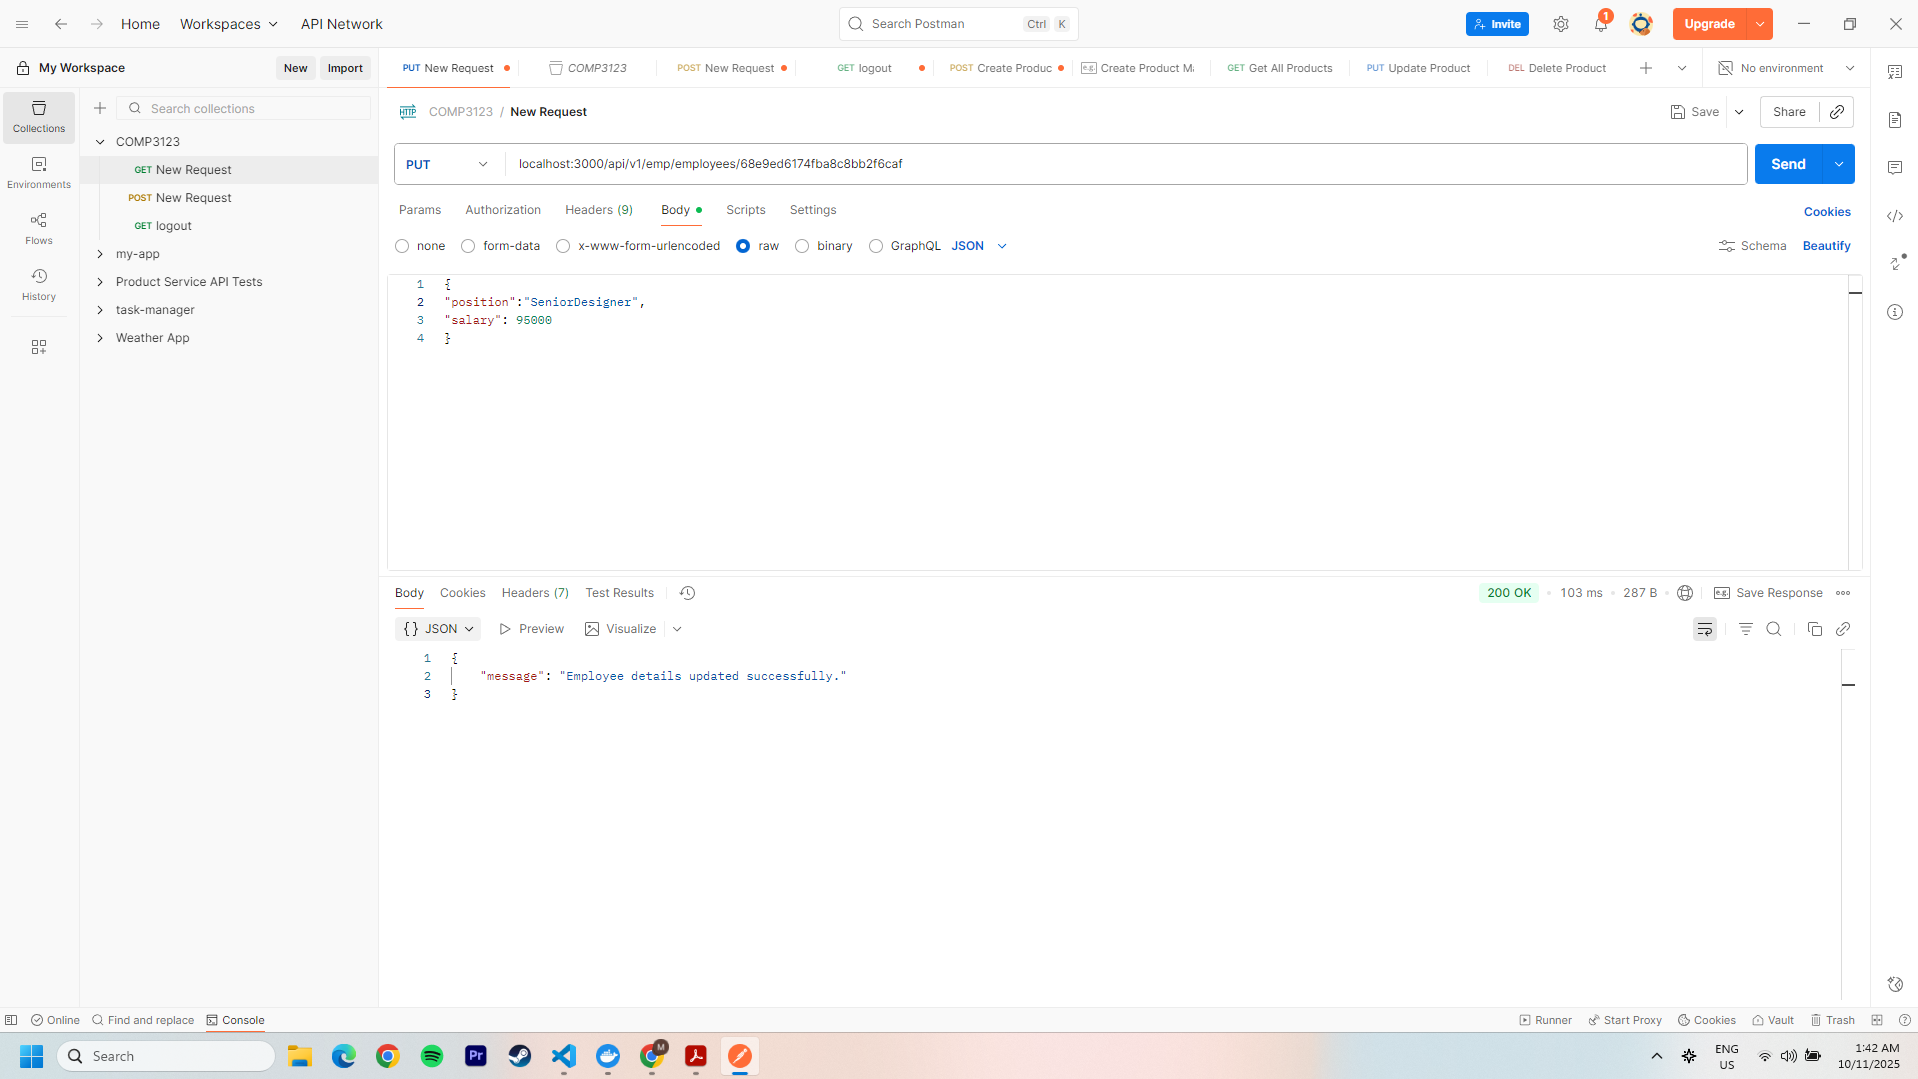 Home
Workspaces
API Network
Search Postman
Ctrl
K
Invite
1
Upgrade
My Workspace
New
Import
PUT New Request
COMP3123
POST New Request
GET logout
POST Create Produc
e.g. Create Product Mi
GET Get All Products
PUT Update Product
DEL Delete Product
No environment
Collections
Environments
Flows
History
Search collections
COMP3123
GET New Request
POST New Request
GET logout
my-app
Product Service API Tests
task-manager
Weather App
HTTP COMP3123 / New Request
Save
Share
PUT
localhost:3000/api/v1/emp/employees/68e9ed6174fba8c8bb2f6caf
Send
Params
Authorization
Headers (9)
Body
Scripts
Settings
Cookies
none
form-data
x-www-form-urlencoded
raw
binary
GraphQL
JSON
Schema
Beautify
1 {
2 "position":"SeniorDesigner",
3 "salary": 95000
4 }
Body
Cookies
Headers (7)
Test Results
200 OK
103 ms
287 B
e.g. Save Response
{} JSON
Preview
Visualize
1 {
2 "message": "Employee details updated successfully."
3 }
Online
Find and replace
Console
Runner
Start Proxy
Cookies
Vault
Trash
Search
Pr
M
ENG
US
1:42 AM
10/11/2025